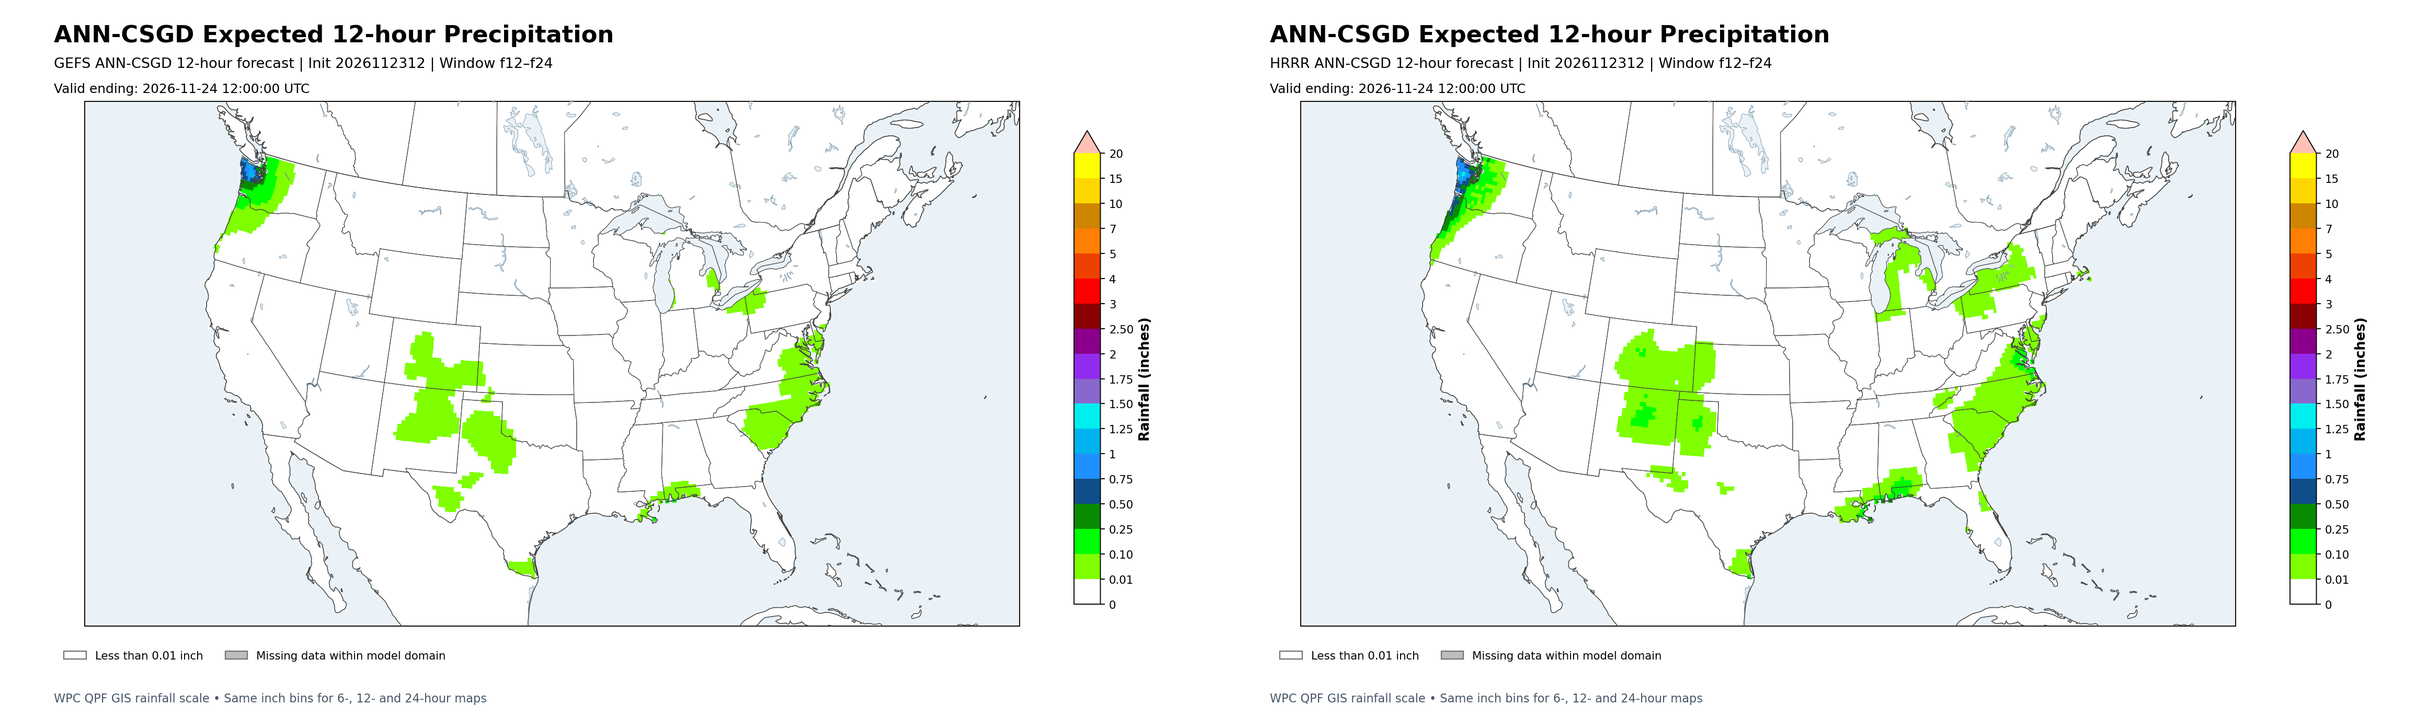 ANN-CSGD Expected 12-hour Precipitation
GEFS ANN-CSGD 12-hour forecast | Init 2026112312 | Window f12–f24
Valid ending: 2026-11-24 12:00:00 UTC
20
15
10
7
5
4
3
2.50
2
1.75
1.50
1.25
1
0.75
0.50
0.25
0.10
0.01
0
Rainfall (inches)
Less than 0.01 inch
Missing data within model domain
WPC QPF GIS rainfall scale • Same inch bins for 6-, 12- and 24-hour maps
ANN-CSGD Expected 12-hour Precipitation
HRRR ANN-CSGD 12-hour forecast | Init 2026112312 | Window f12–f24
Valid ending: 2026-11-24 12:00:00 UTC
20
15
10
7
5
4
3
2.50
2
1.75
1.50
1.25
1
0.75
0.50
0.25
0.10
0.01
0
Rainfall (inches)
Less than 0.01 inch
Missing data within model domain
WPC QPF GIS rainfall scale • Same inch bins for 6-, 12- and 24-hour maps